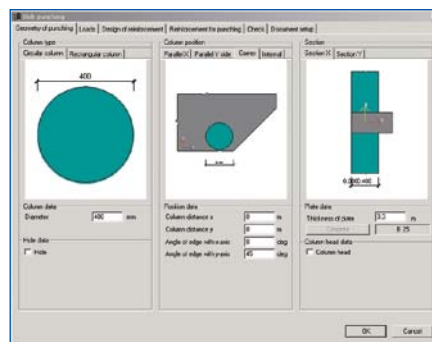 Geometry of punching Loads Design of reinforcement Reinforcement for punching Check Document setup
Column type Column position Section
Circular column Rectangular column Parallel X Parallel Y side Corner Internal Section X Section Y
400
Column data Position data Plate data
Diameter 400 mm Column distance x 0 m Thickness of plate 0.3 m
Column distance y 0 m B 25
Hole data Angle of edge with x-axis 0 deg Column head data
Hole Angle of edge with y-axis 45 deg Column head
OK Cancel